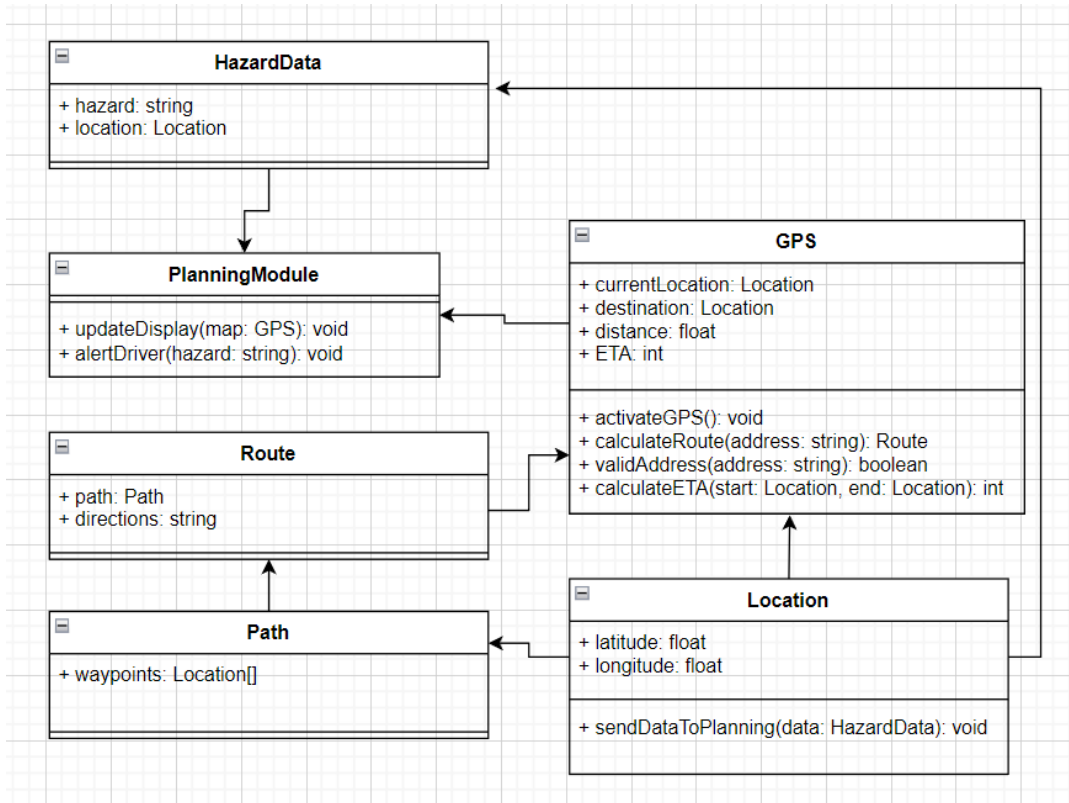 HazardData
+ hazard: string
+ location: Location
PlanningModule
+ updateDisplay(map: GPS): void
+ alertDriver(hazard: string): void
GPS
+ currentLocation: Location
+ destination: Location
+ distance: float
+ ETA: int
+ activateGPS(): void
+ calculateRoute(address: string): Route
+ validAddress(address: string): boolean
+ calculateETA(start: Location, end: Location): int
Route
+ path: Path
+ directions: string
Path
+ waypoints: Location[]
Location
+ latitude: float
+ longitude: float
+ sendDataToPlanning(data: HazardData): void